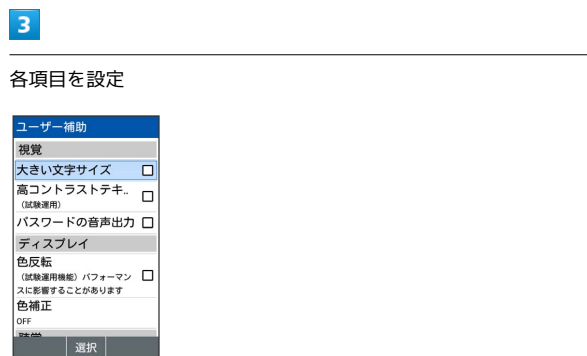 3
各項目を設定
ユーザー補助
視覚
大きい文字サイズ
高コントラストテキ..
（試験運用）
パスワードの音声出力
ディスプレイ
色反転
（試験運用機能）パフォーマン
スに影響することがあります
色補正
OFF
選択